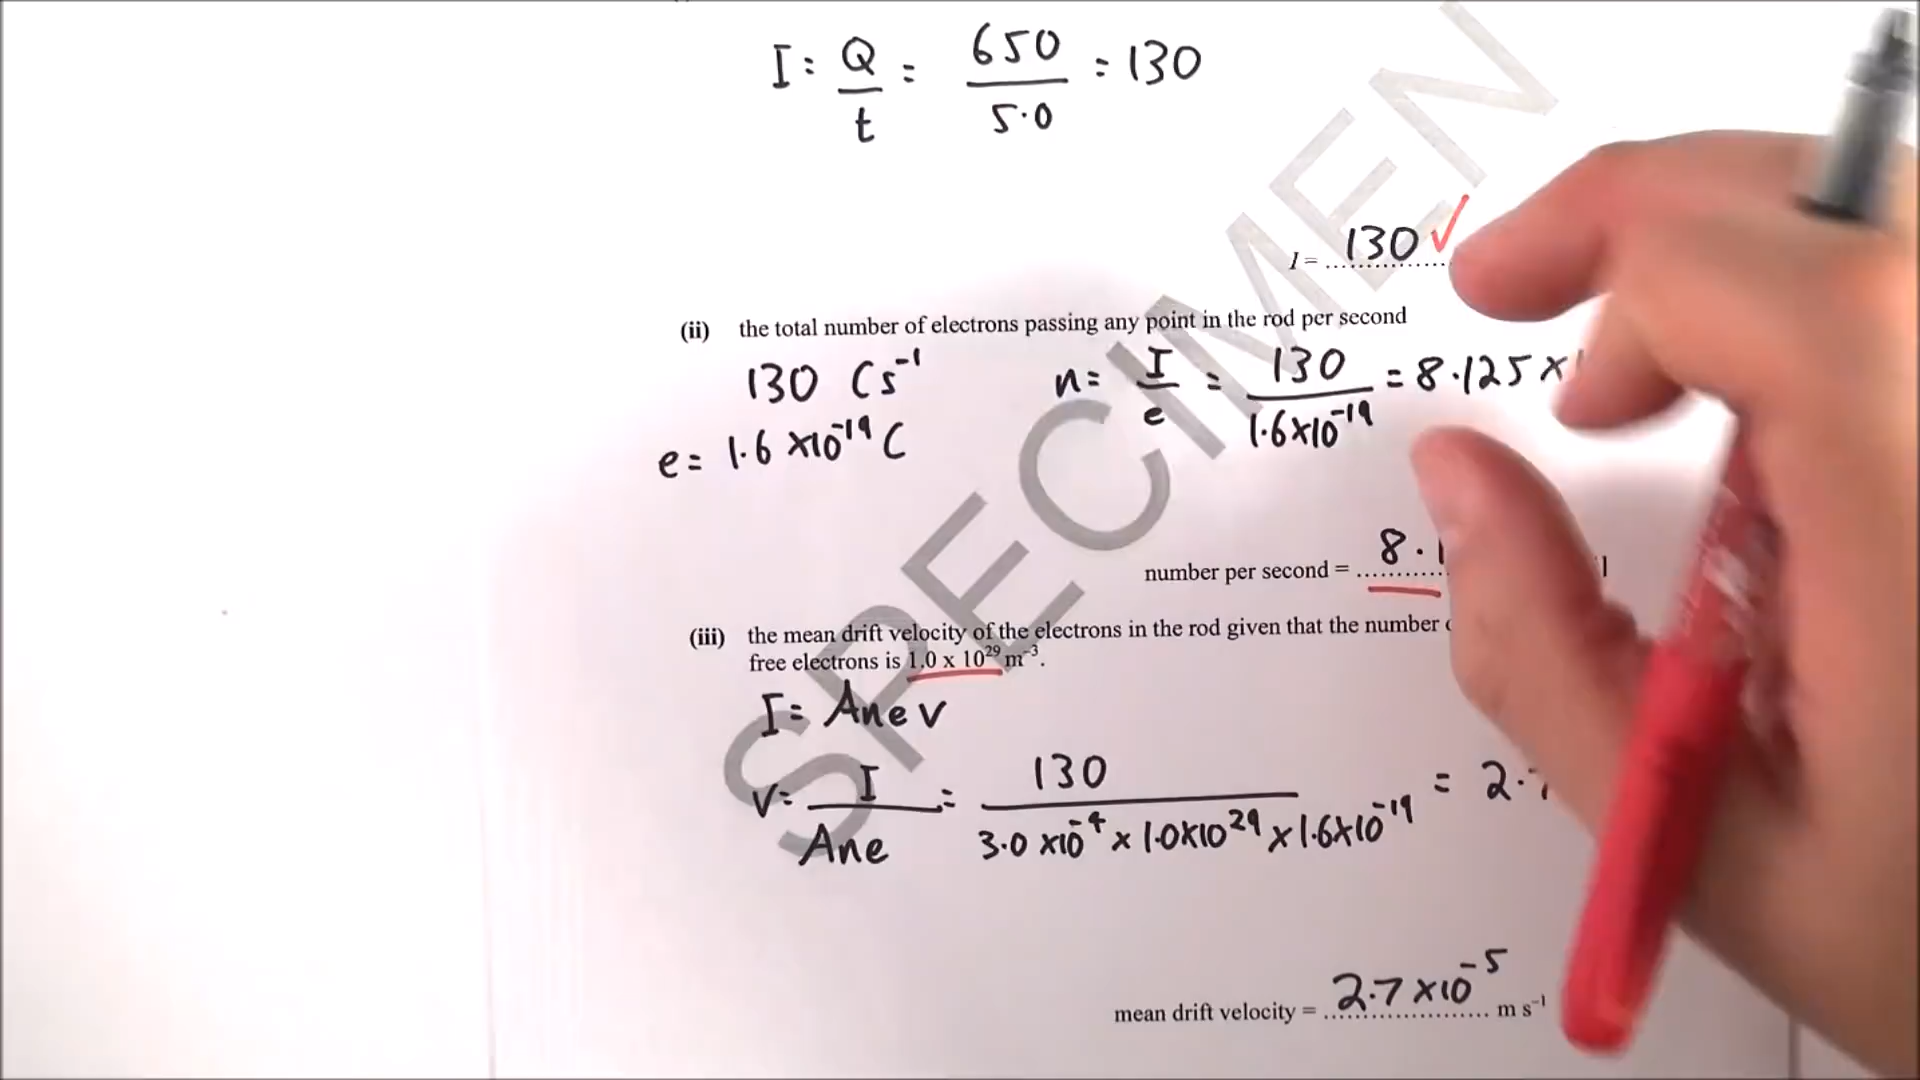 I = Q/t = 650/5.0 = 130
I = 130 ✓
(ii) the total number of electrons passing any point in the rod per second
130 Cs⁻¹
n = I/e = 130/1.6×10⁻¹⁹ = 8.125 ×
e = 1.6 ×10⁻¹⁹ C
number per second = 8.1
(iii) the mean drift velocity of the electrons in the rod given that the number
free electrons is 1.0 x 10²⁹ m⁻³.
I = Anev
v = I/Ane = 130/3.0 ×10⁻⁴ × 1.0×10²⁹ × 1.6×10⁻¹⁹ = 2.7
mean drift velocity = 2.7 ×10⁻⁵ m s⁻¹
SPECIMEN